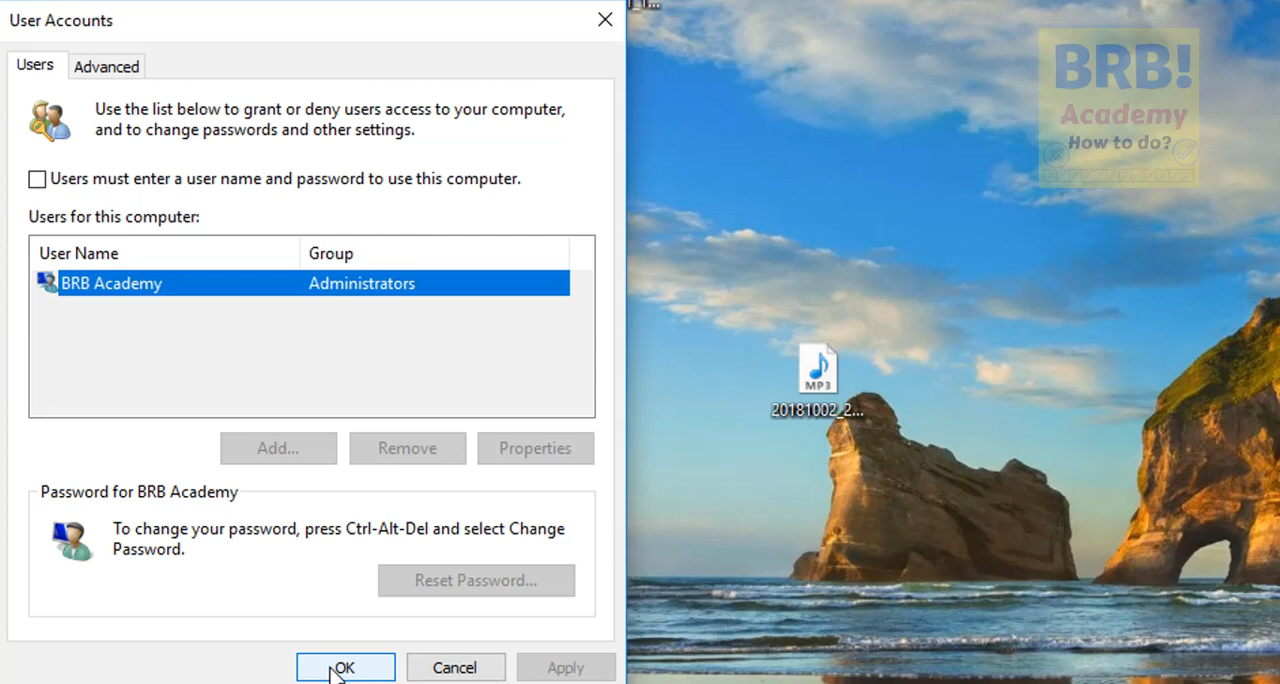 User Accounts
Users
Advanced
Use the list below to grant or deny users access to your computer,
and to change passwords and other settings.
Users must enter a user name and password to use this computer.
Users for this computer:
User Name Group
BRB Academy Administrators
Add... Remove Properties
Password for BRB Academy
To change your password, press Ctrl-Alt-Del and select Change
Password.
Reset Password...
OK Cancel Apply
BRB!
Academy
How to do?
MP3
20181002_2...